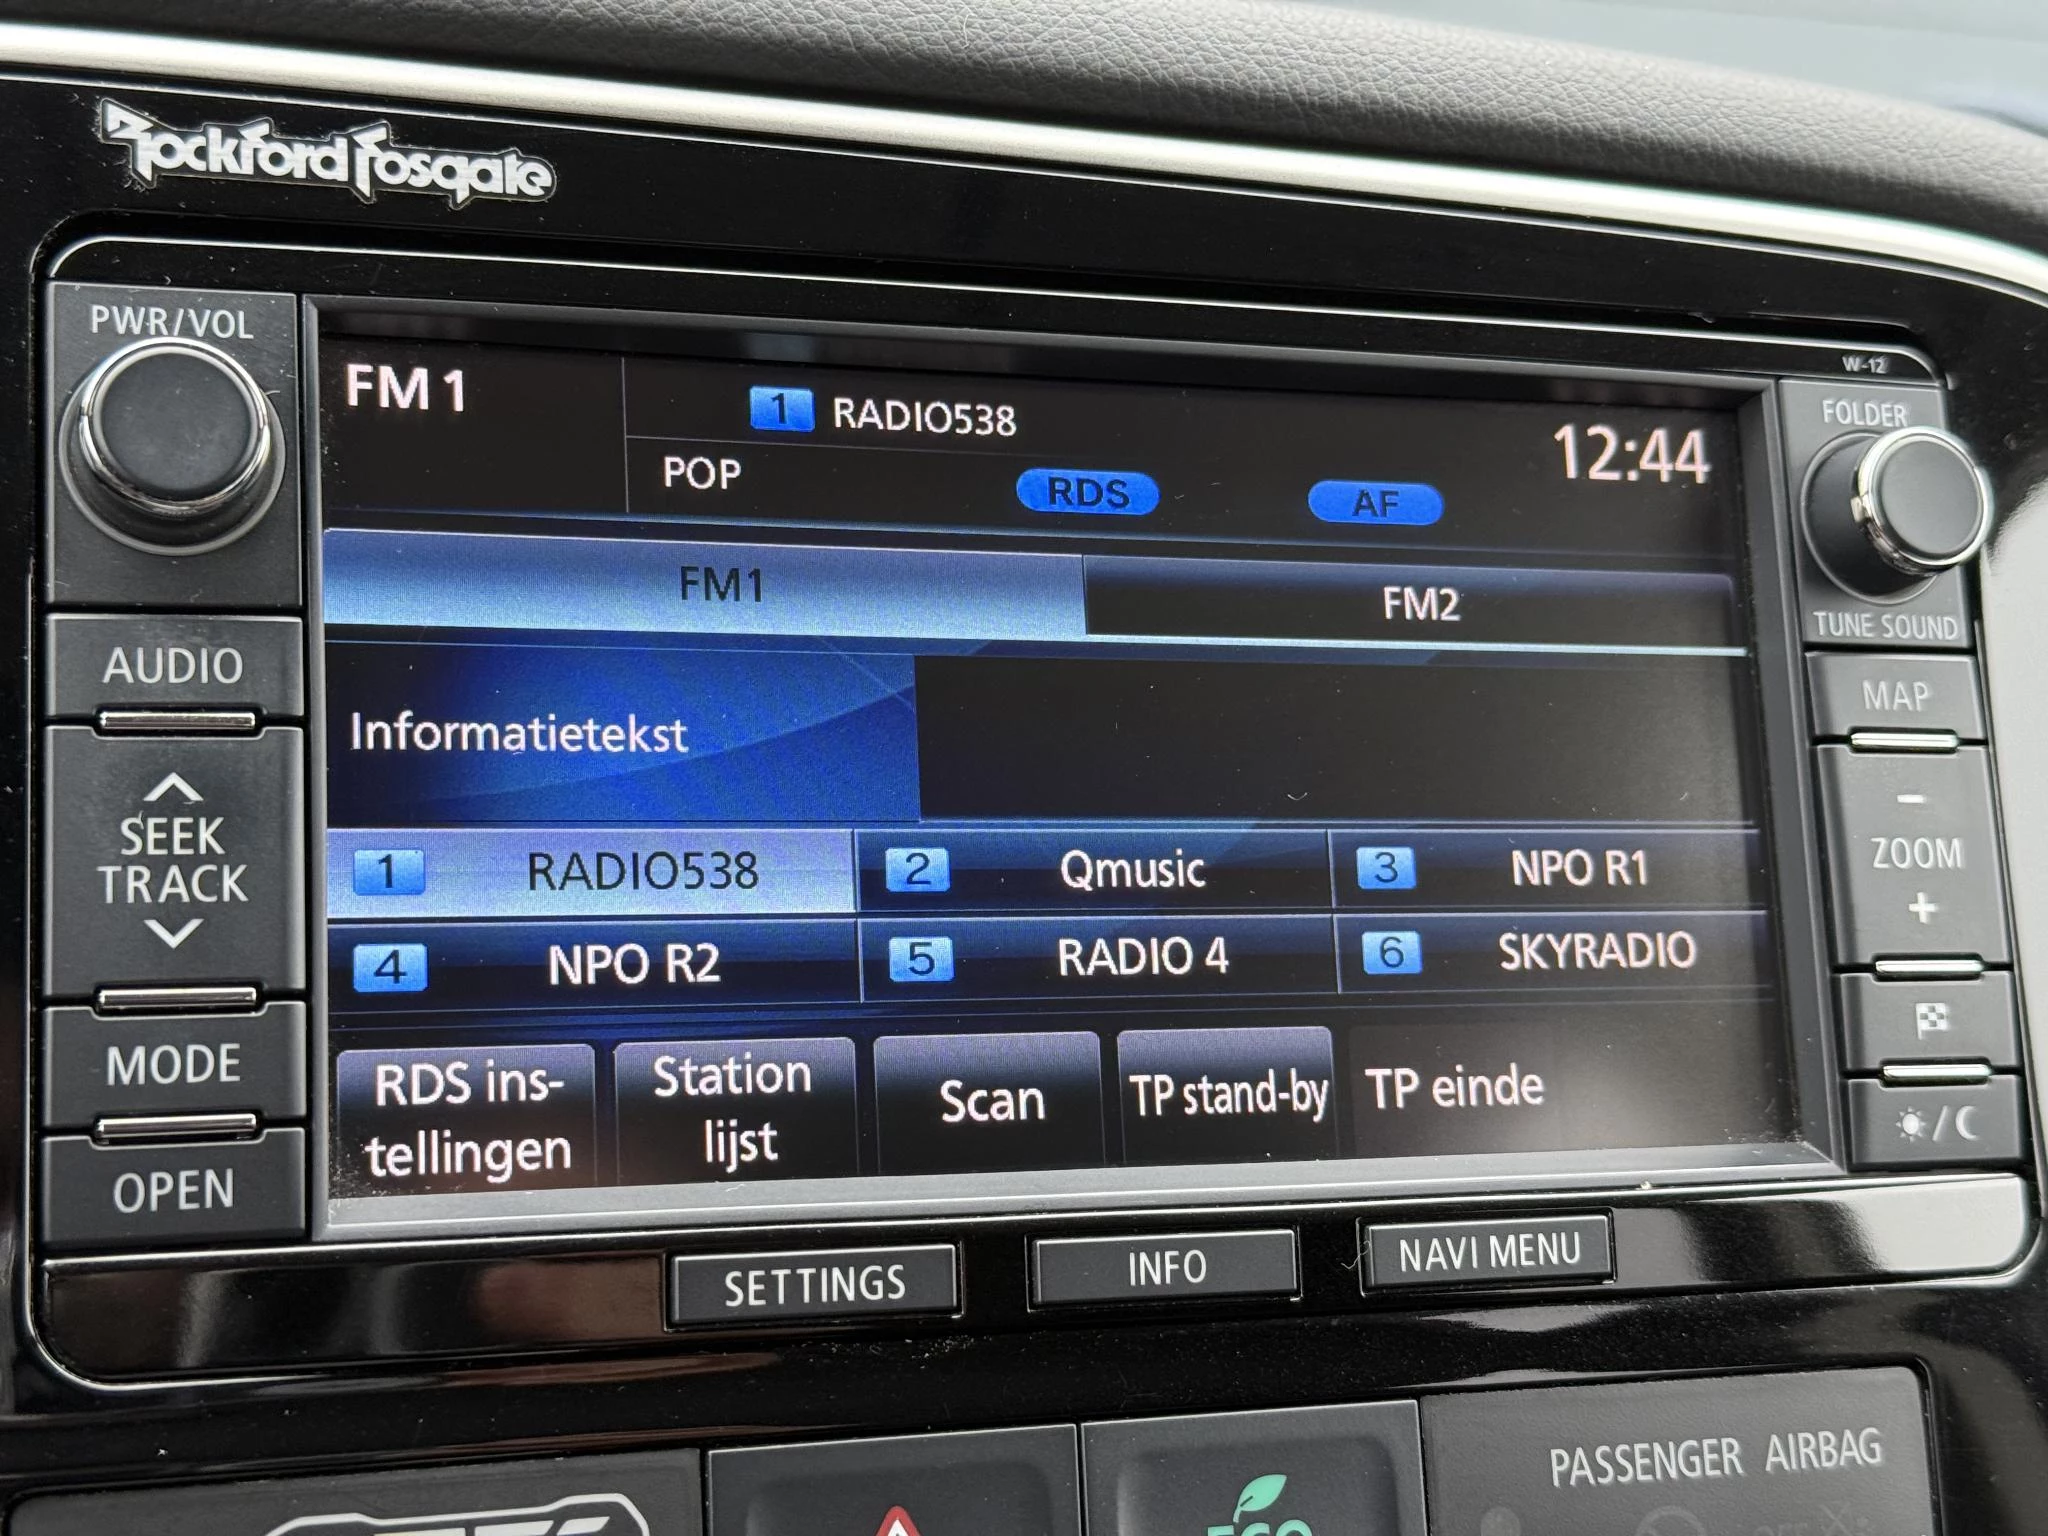 Rockford Fosgate
W-12
PWR/VOL
FOLDER
FM 1
1 RADIO538
12:44
POP
RDS
AF
TUNE SOUND
FM1
FM2
AUDIO
MAP
Informatietekst
SEEK
TRACK
-
ZOOM
+
1 RADIO538
2 Qmusic
3 NPO R1
4 NPO R2
5 RADIO 4
6 SKYRADIO
MODE
RDS ins-
tellingen
Station
lijst
Scan
TP stand-by
TP einde
OPEN
SETTINGS
INFO
NAVI MENU
PASSENGER AIRBAG
ECO